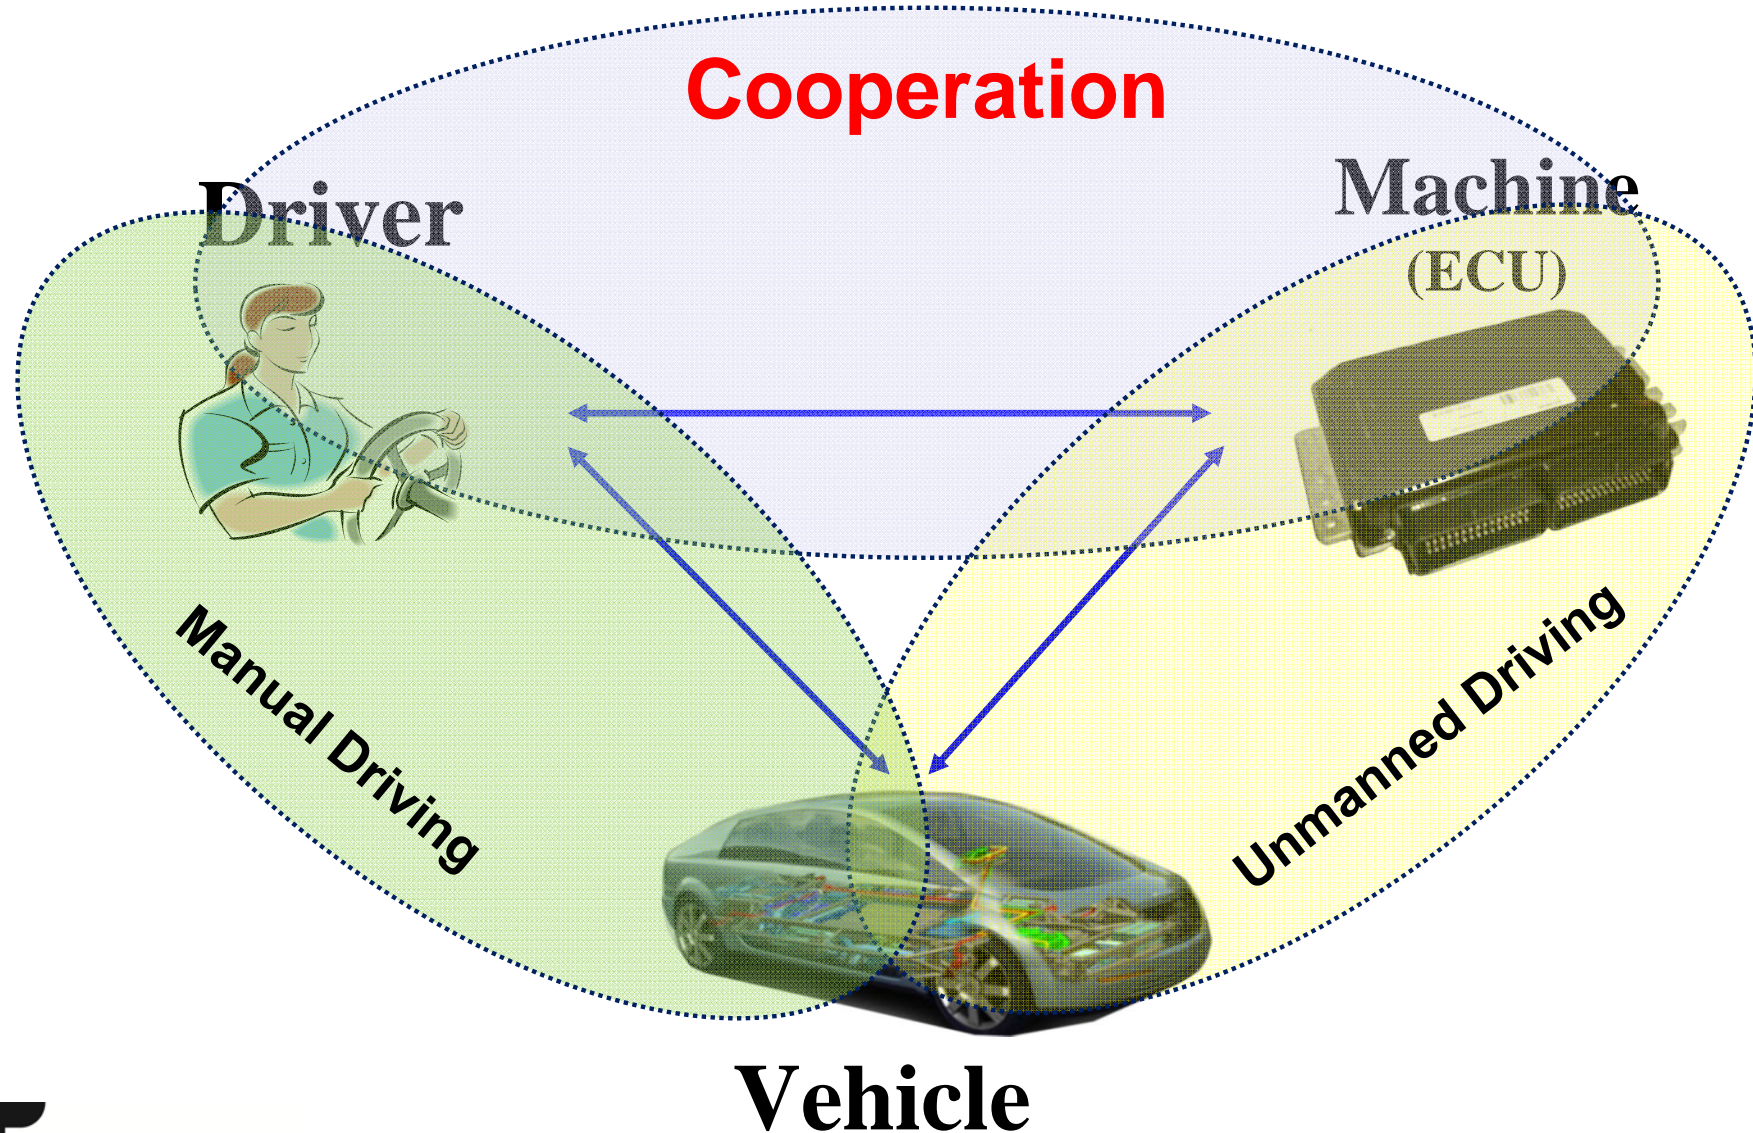 Cooperation
Driver
Machine
(ECU)
Manual Driving
Unmanned Driving
Vehicle